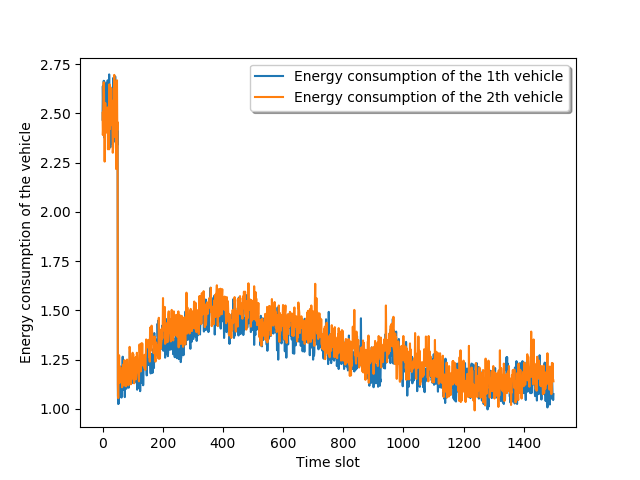 Energy consumption of the 1th vehicle
Energy consumption of the 2th vehicle
Energy consumption of the vehicle
2.75
2.50
2.25
2.00
1.75
1.50
1.25
1.00
0 200 400 600 800 1000 1200 1400
Time slot